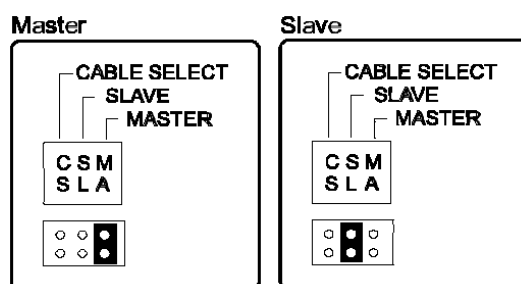 Master
CABLE SELECT
SLAVE
MASTER
C S M
S L A
Slave
CABLE SELECT
SLAVE
MASTER
C S M
S L A